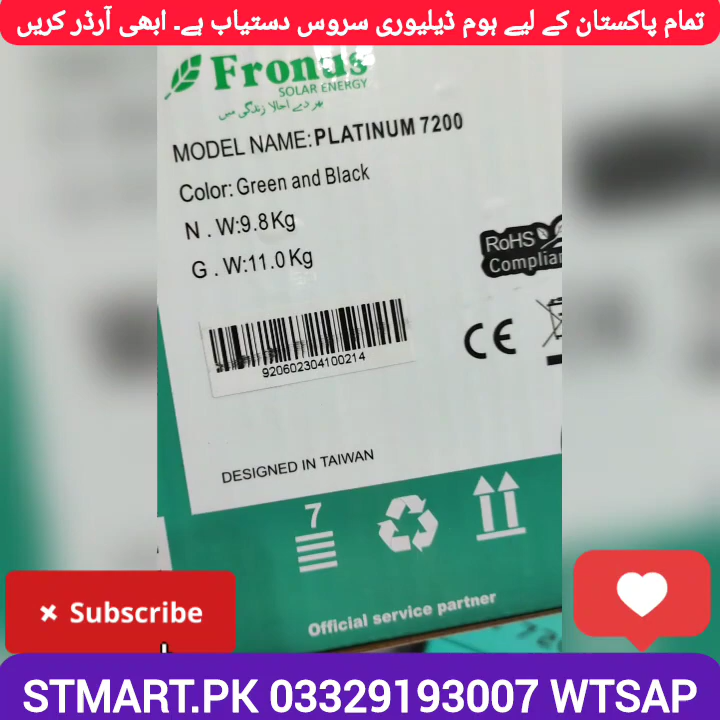 تمام پاکستان کے لیے ہوم ڈیلیوری سروس دستیاب ہے۔ ابھی آرڈر کریں
Fronus
SOLAR ENERGY
MODEL NAME:PLATINUM 7200
Color: Green and Black
N . W:9.8Kg
G . W:11.0Kg
RoHS
920602304100214
CE
DESIGNED IN TAIWAN
7
Official service partner
Subscribe
STMART.PK 03329193007 WTSAP